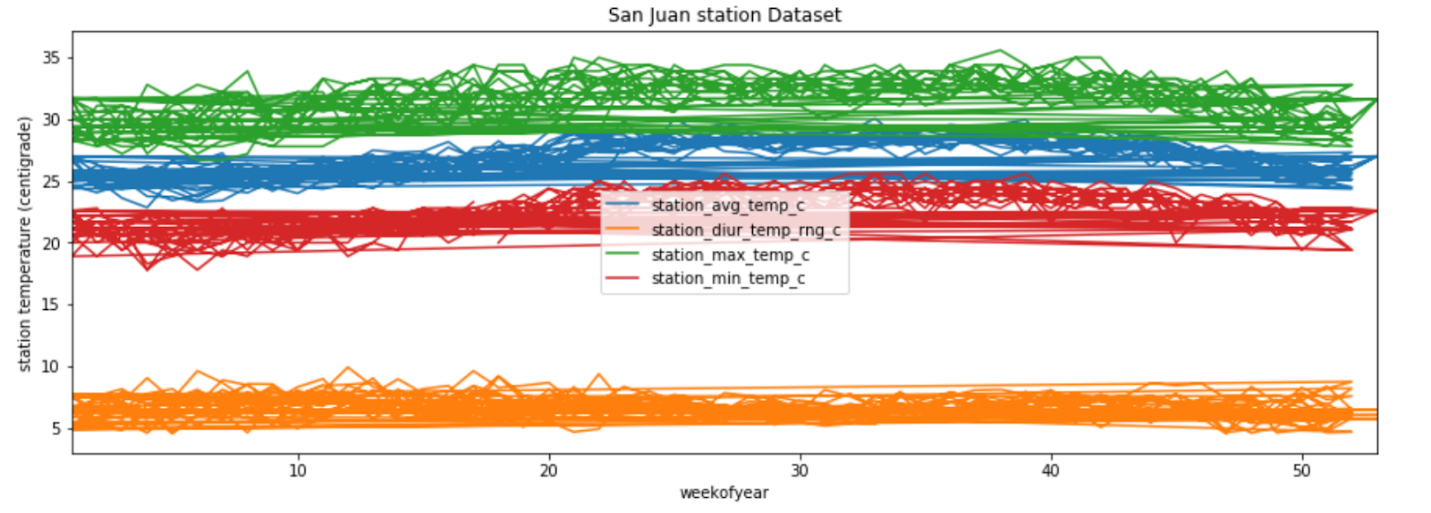 San Juan station Dataset
station temperature (centigrade)
35
30
25
20
15
10
5
station_avg_temp_c
station_diur_temp_rng_c
station_max_temp_c
station_min_temp_c
10
20
30
40
50
weekofyear